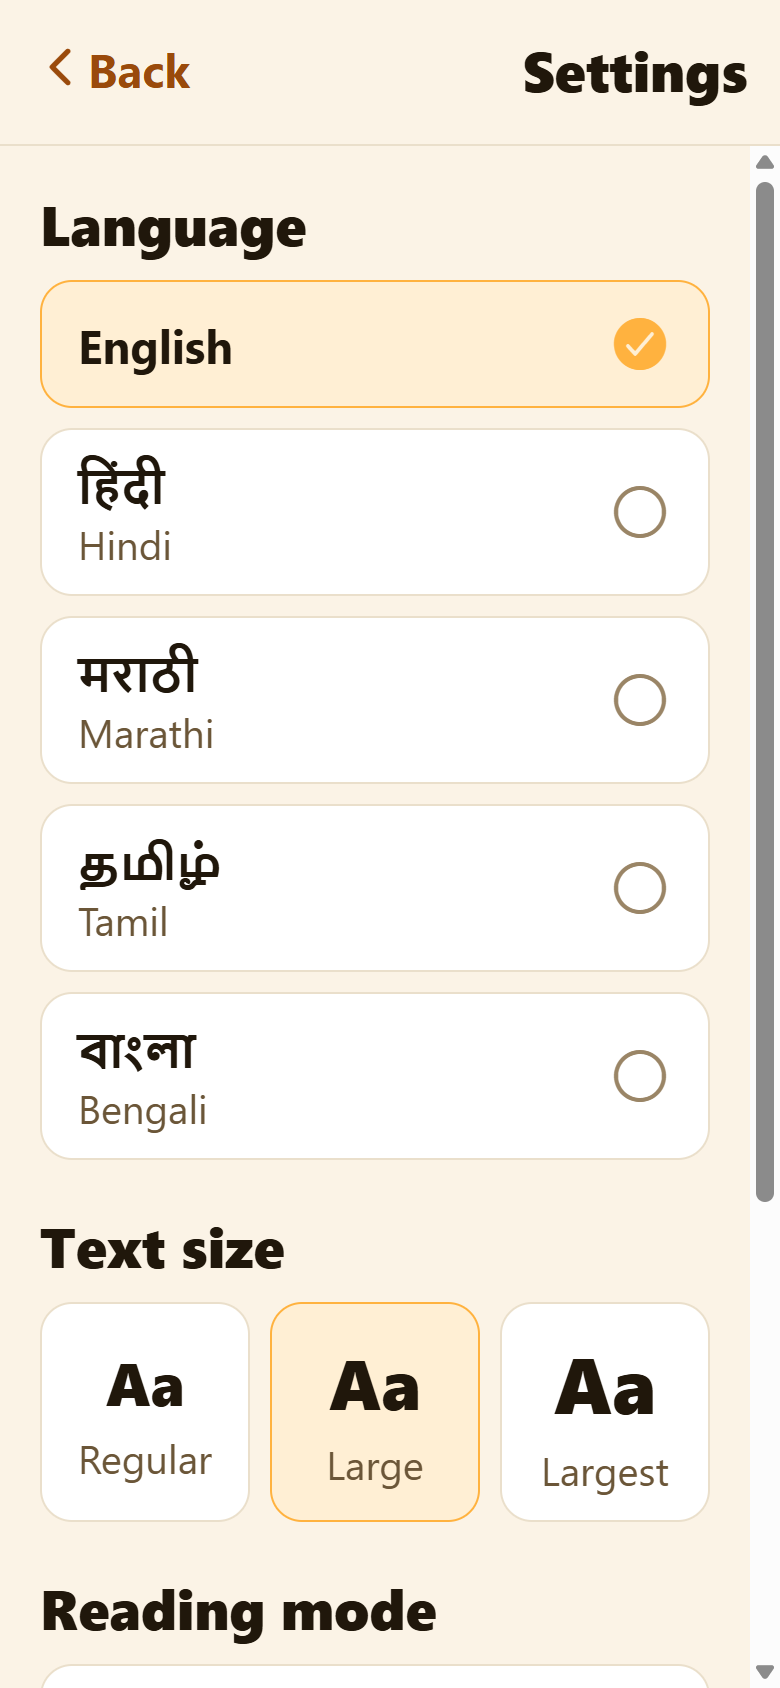 Back
Settings
Language
English
हिंदी
Hindi
मराठी
Marathi
தமிழ்
Tamil
বাংলা
Bengali
Text size
Aa
Regular
Aa
Large
Aa
Largest
Reading mode